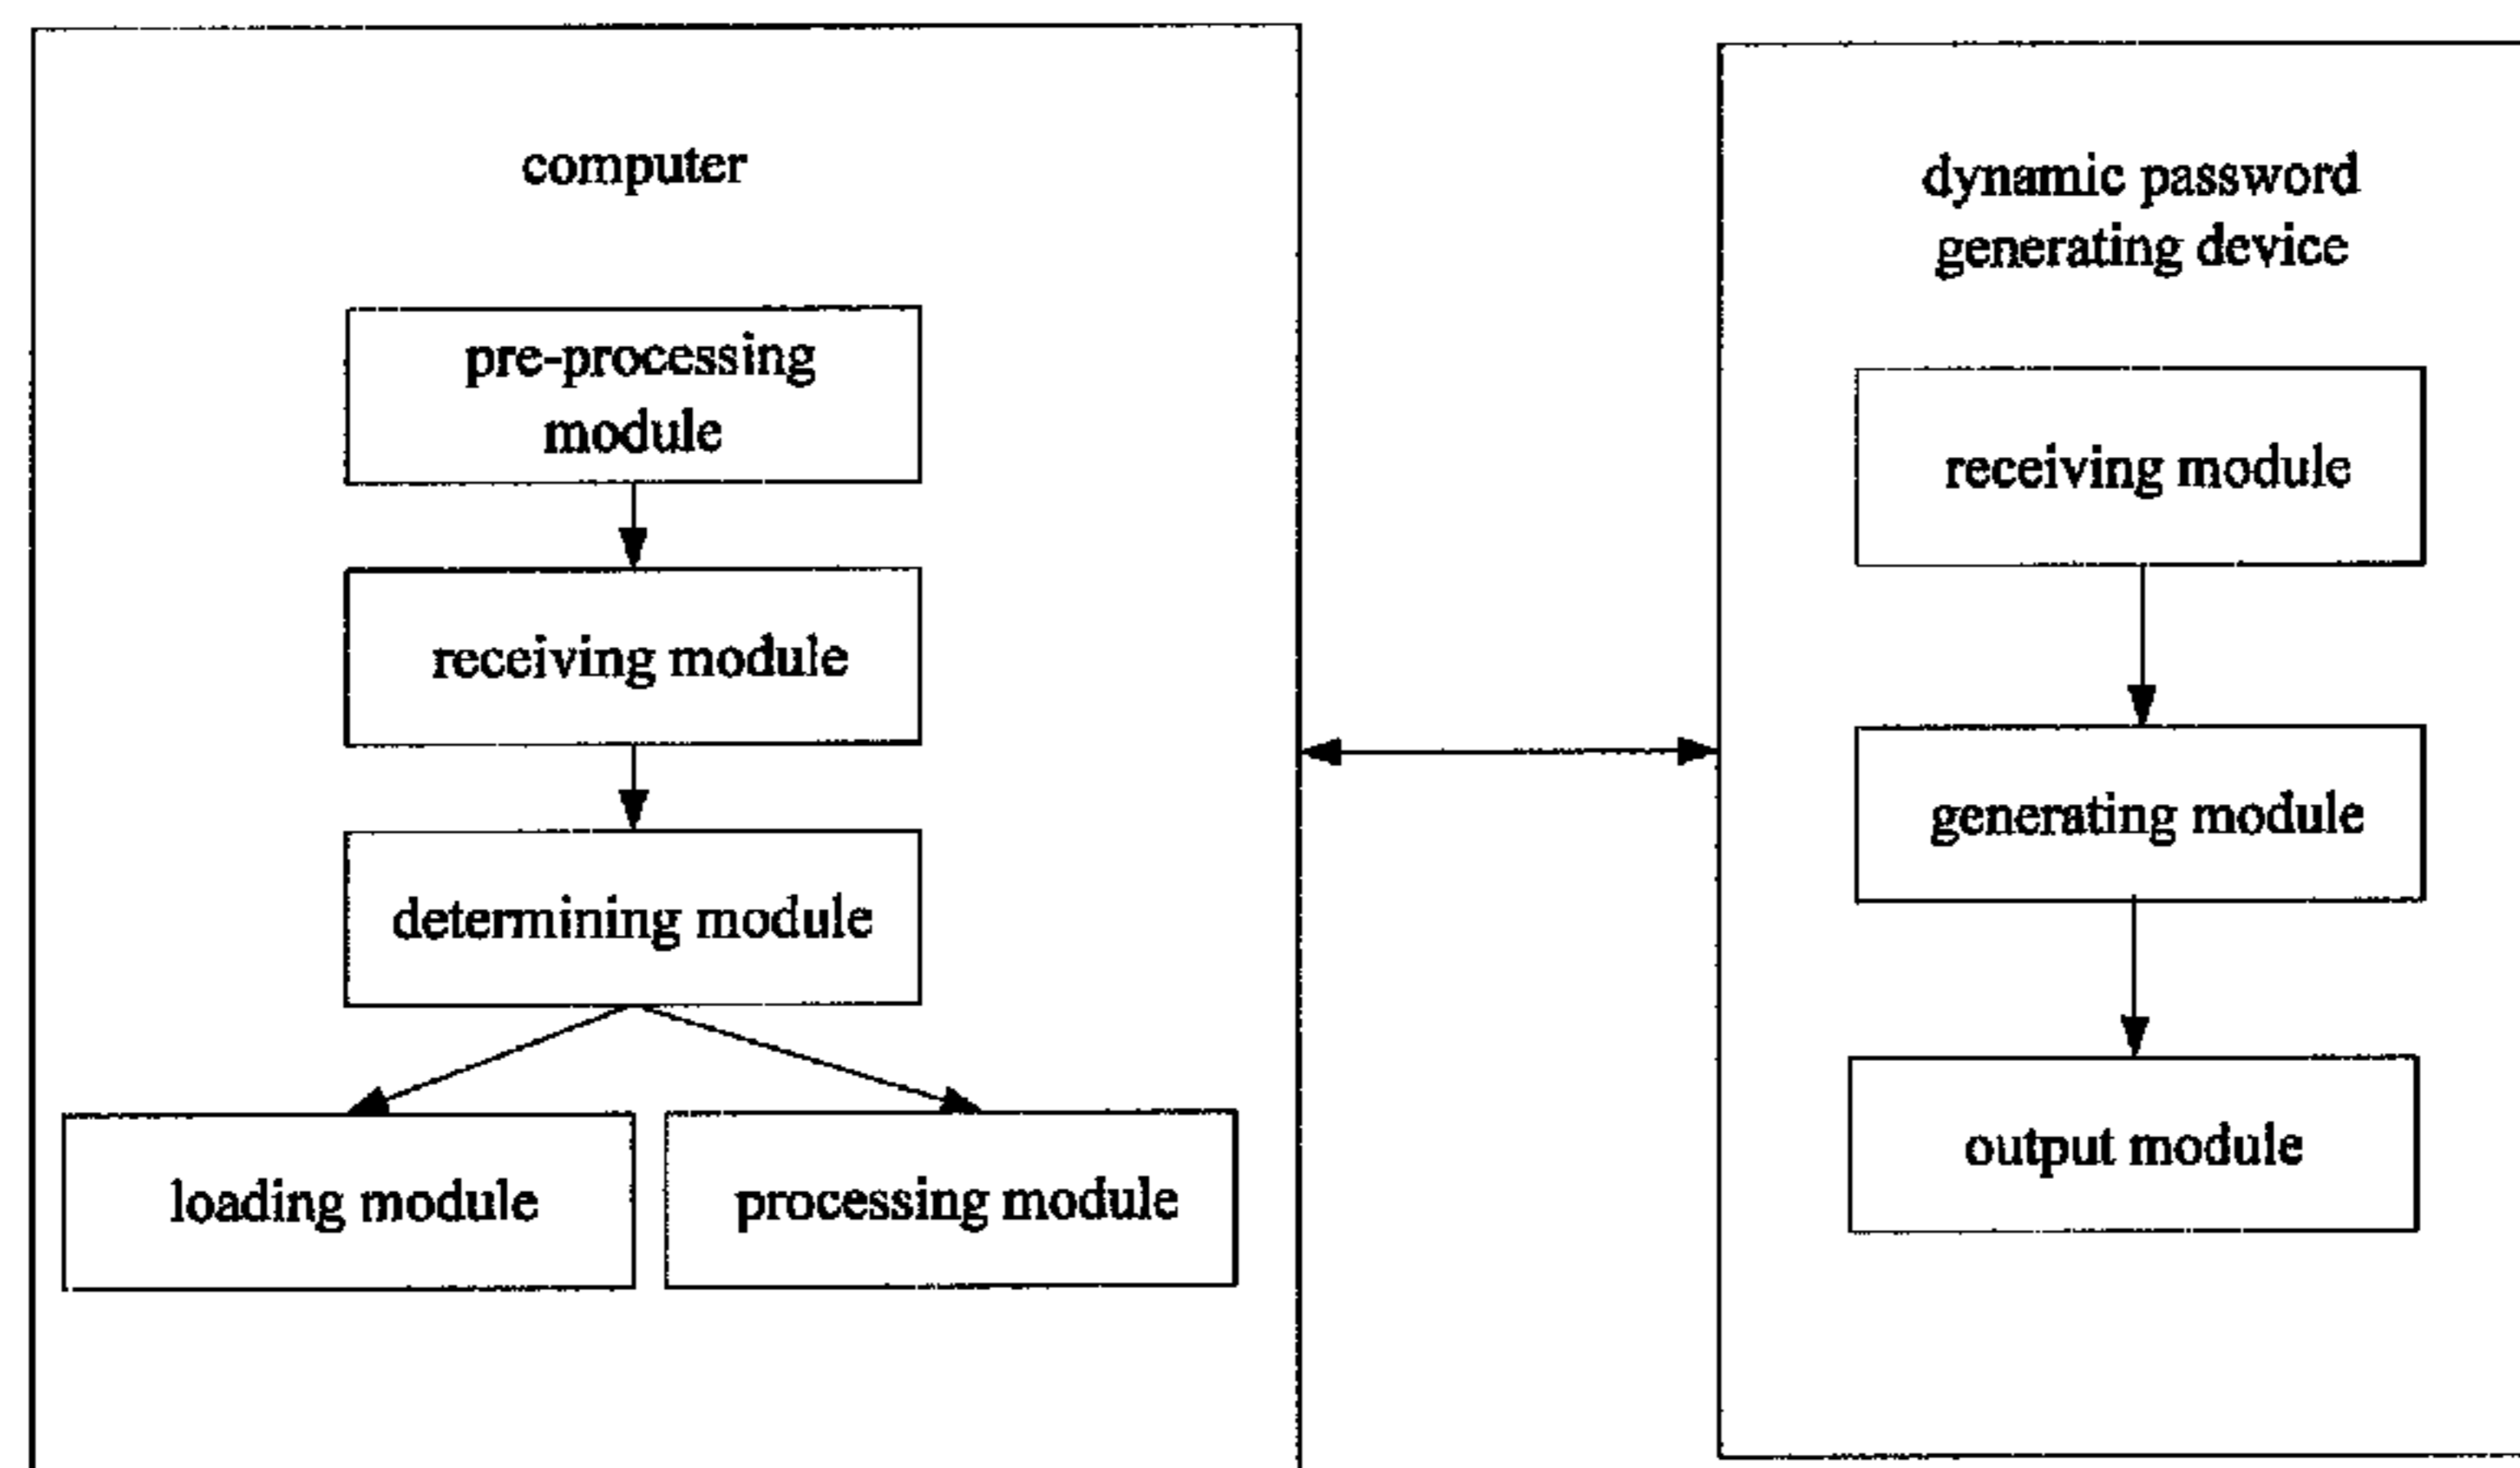 computer
pre-processing
module
receiving module
determining module
loading module
processing module
dynamic password
generating device
receiving module
generating module
output module